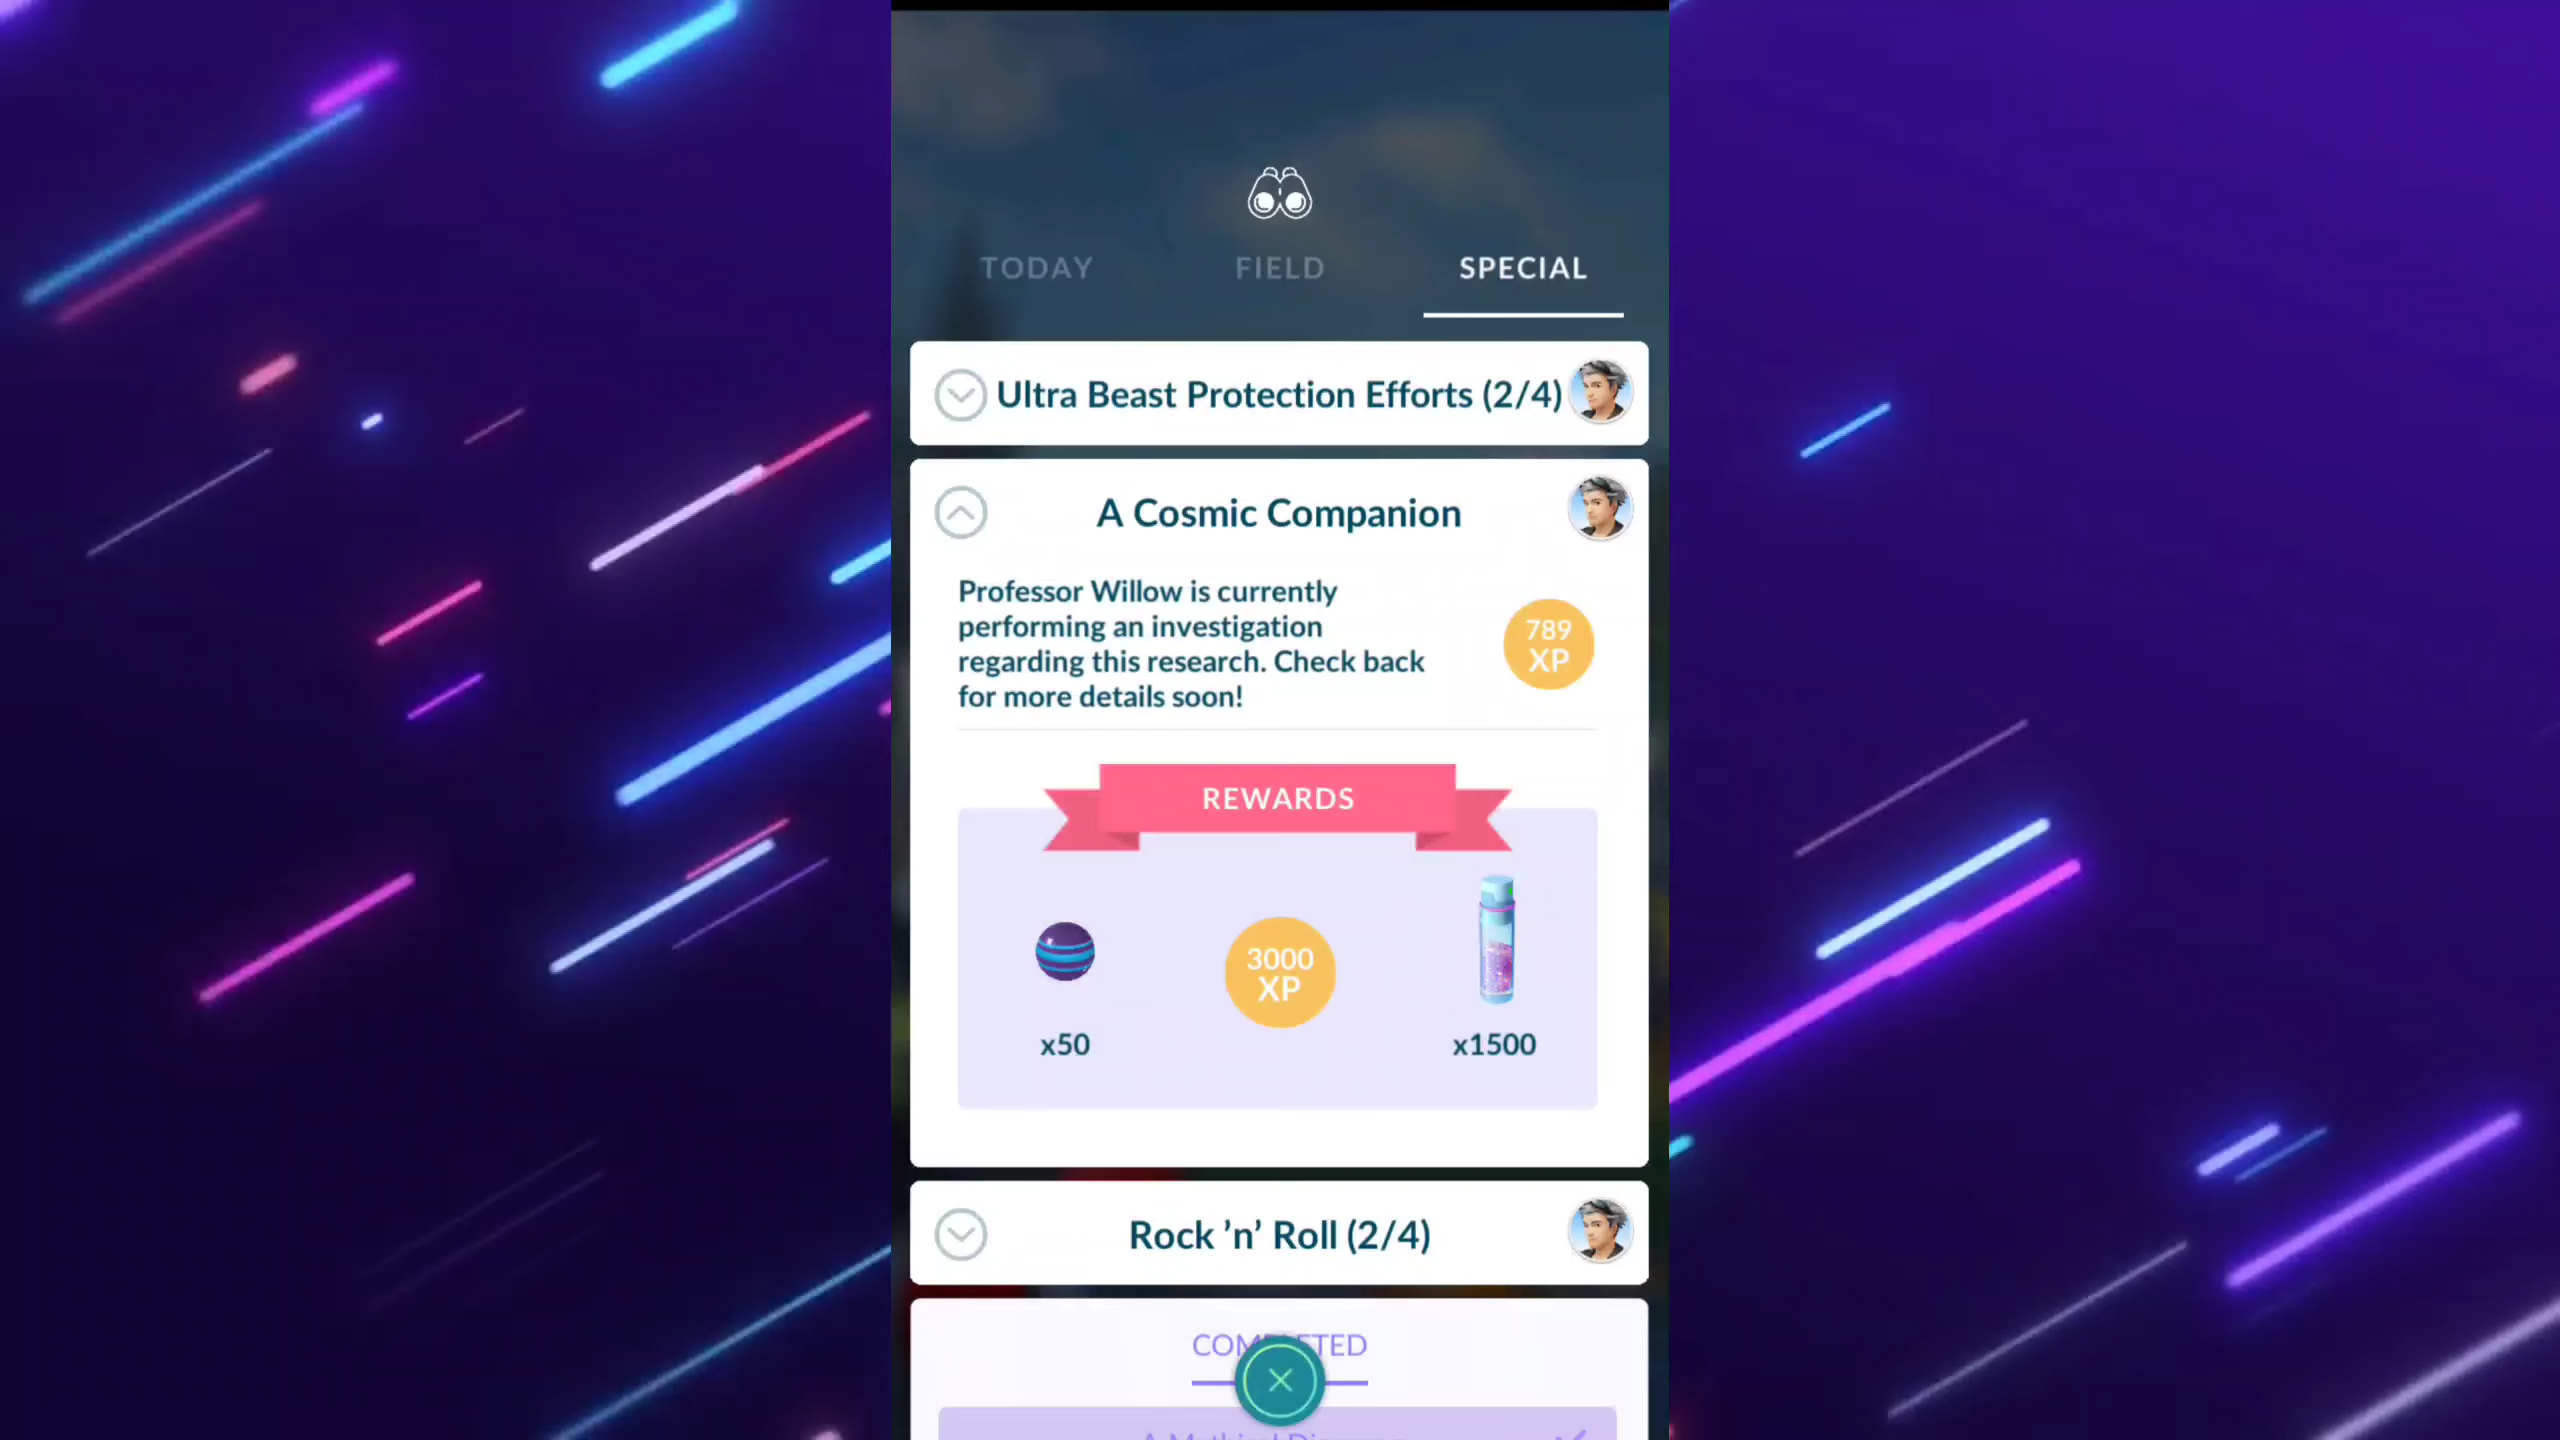 TODAY
FIELD
SPECIAL
Ultra Beast Protection Efforts (2/4)
A Cosmic Companion
Professor Willow is currently
performing an investigation
regarding this research. Check back
for more details soon!
789
XP
REWARDS
3000
XP
x50
x1500
Rock ’n’ Roll (2/4)
COMPLETED